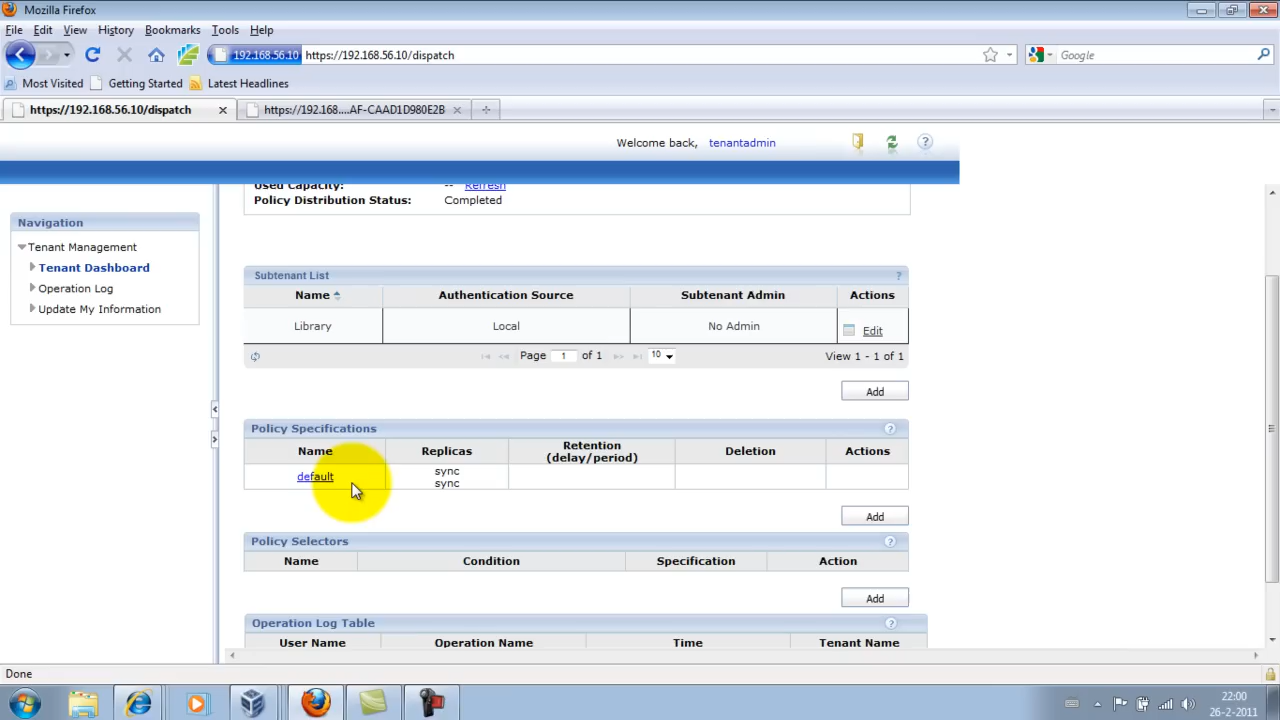 Mozilla Firefox
File Edit View History Bookmarks Tools Help
192.168.56.10 https://192.168.56.10/dispatch
Google
Most Visited Getting Started Latest Headlines
https://192.168.56.10/dispatch
https://192.168....AF-CAAD1D980E2B
Welcome back, tenantadmin
Used Capacity: -- Refresh
Policy Distribution Status: Completed
Navigation
Tenant Management
Tenant Dashboard
Operation Log
Update My Information
Subtenant List
Name Authentication Source Subtenant Admin Actions
Library Local No Admin Edit
Page 1 of 1 10 View 1 - 1 of 1
Add
Policy Specifications
Name Replicas Retention (delay/period) Deletion Actions
default sync
sync
Add
Policy Selectors
Name Condition Specification Action
Add
Operation Log Table
User Name Operation Name Time Tenant Name
Done
22:00
26-2-2011